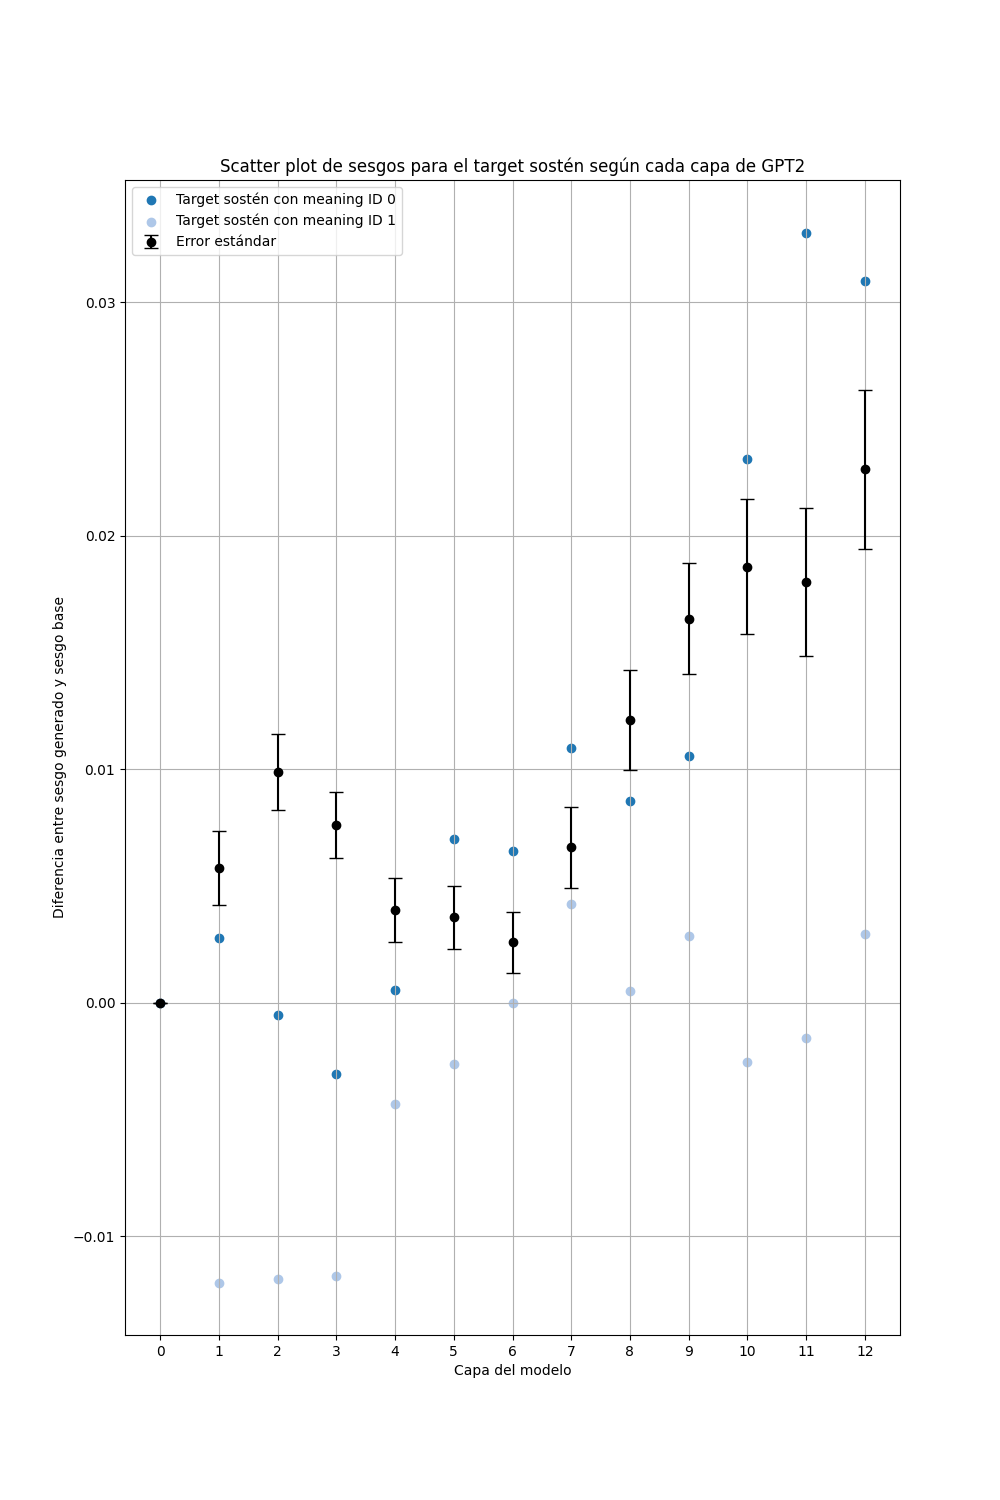 Scatter plot de sesgos para el target sostén según cada capa de GPT2
Target sostén con meaning ID 0
Target sostén con meaning ID 1
Error estándar
0.03
0.02
0.01
0.00
−0.01
Diferencia entre sesgo generado y sesgo base
0 1 2 3 4 5 6 7 8 9 10 11 12
Capa del modelo